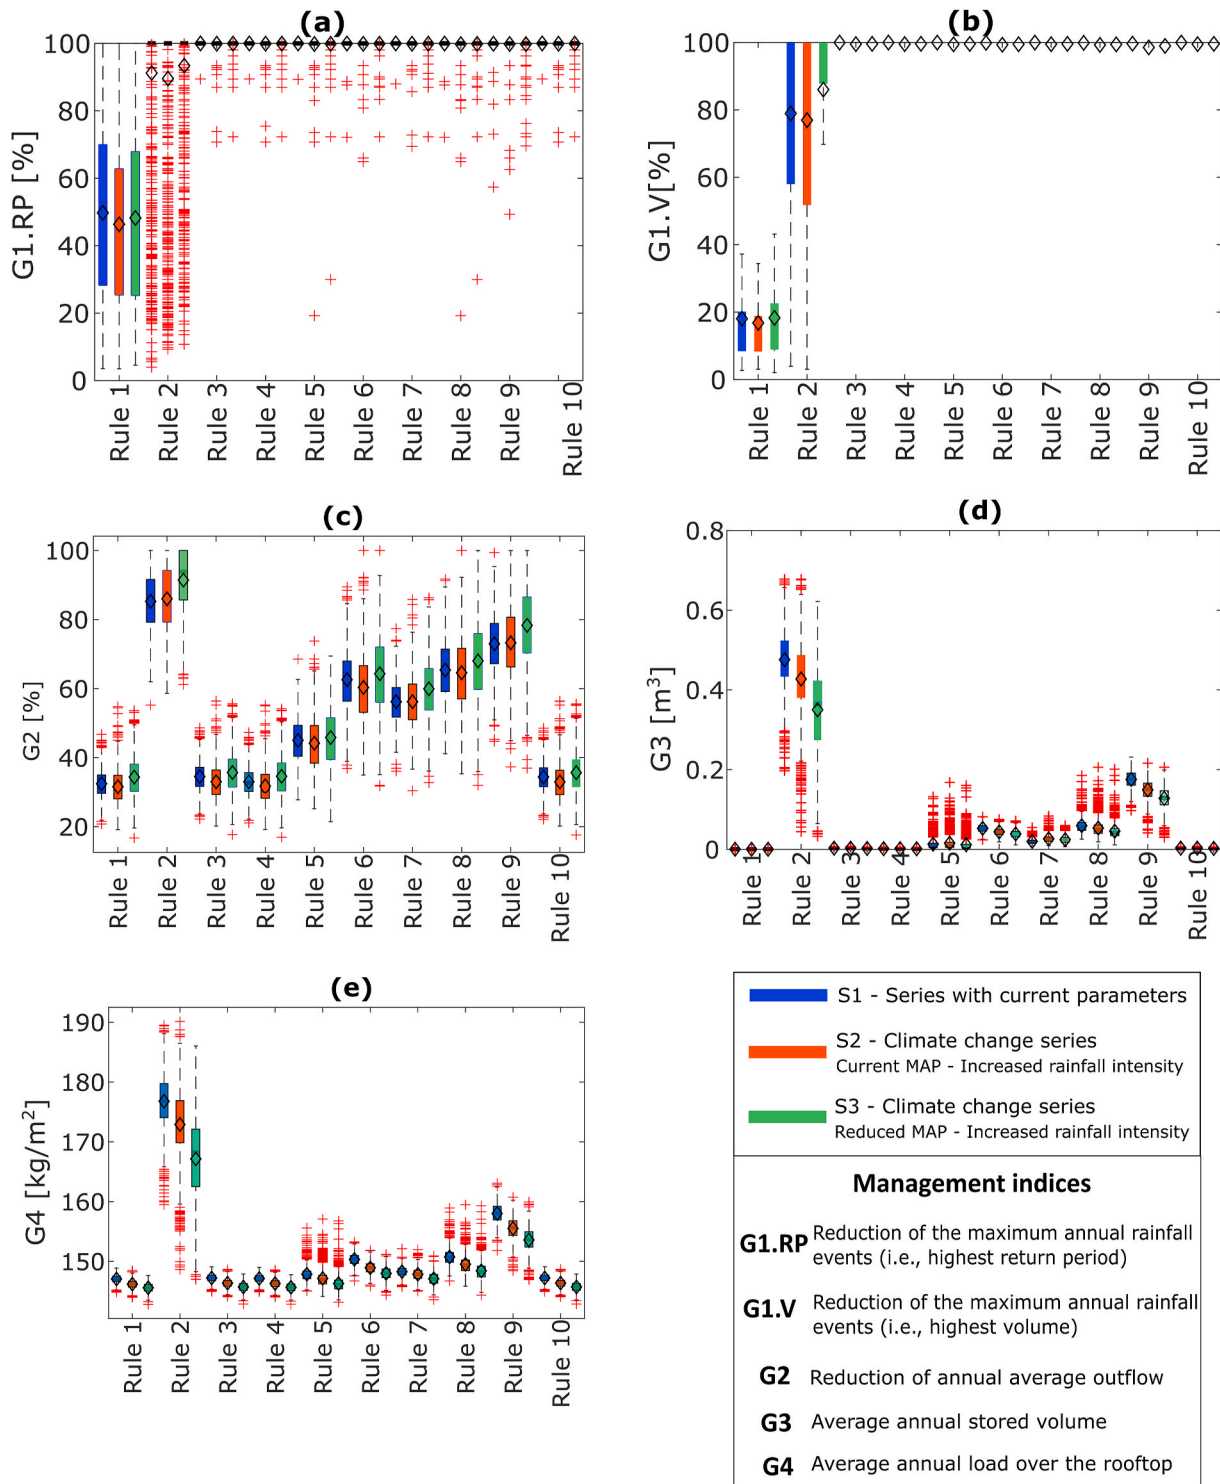 (a)
G1.RP [%]
100
80
60
40
20
0
Rule 1
Rule 2
Rule 3
Rule 4
Rule 5
Rule 6
Rule 7
Rule 8
Rule 9
Rule 10
(b)
G1.V[%]
100
80
60
40
20
0
Rule 1
Rule 2
Rule 3
Rule 4
Rule 5
Rule 6
Rule 7
Rule 8
Rule 9
Rule 10
(c)
G2 [%]
100
80
60
40
20
Rule 1
Rule 2
Rule 3
Rule 4
Rule 5
Rule 6
Rule 7
Rule 8
Rule 9
Rule 10
(d)
G3 [m³]
0.8
0.6
0.4
0.2
0
Rule 1
Rule 2
Rule 3
Rule 4
Rule 5
Rule 6
Rule 7
Rule 8
Rule 9
Rule 10
(e)
G4 [kg/m²]
190
180
170
160
150
Rule 1
Rule 2
Rule 3
Rule 4
Rule 5
Rule 6
Rule 7
Rule 8
Rule 9
Rule 10
S1 - Series with current parameters
S2 - Climate change series
Current MAP - Increased rainfall intensity
S3 - Climate change series
Reduced MAP - Increased rainfall intensity
Management indices
G1.RP Reduction of the maximum annual rainfall
events (i.e., highest return period)
G1.V Reduction of the maximum annual rainfall
events (i.e., highest volume)
G2 Reduction of annual average outflow
G3 Average annual stored volume
G4 Average annual load over the rooftop